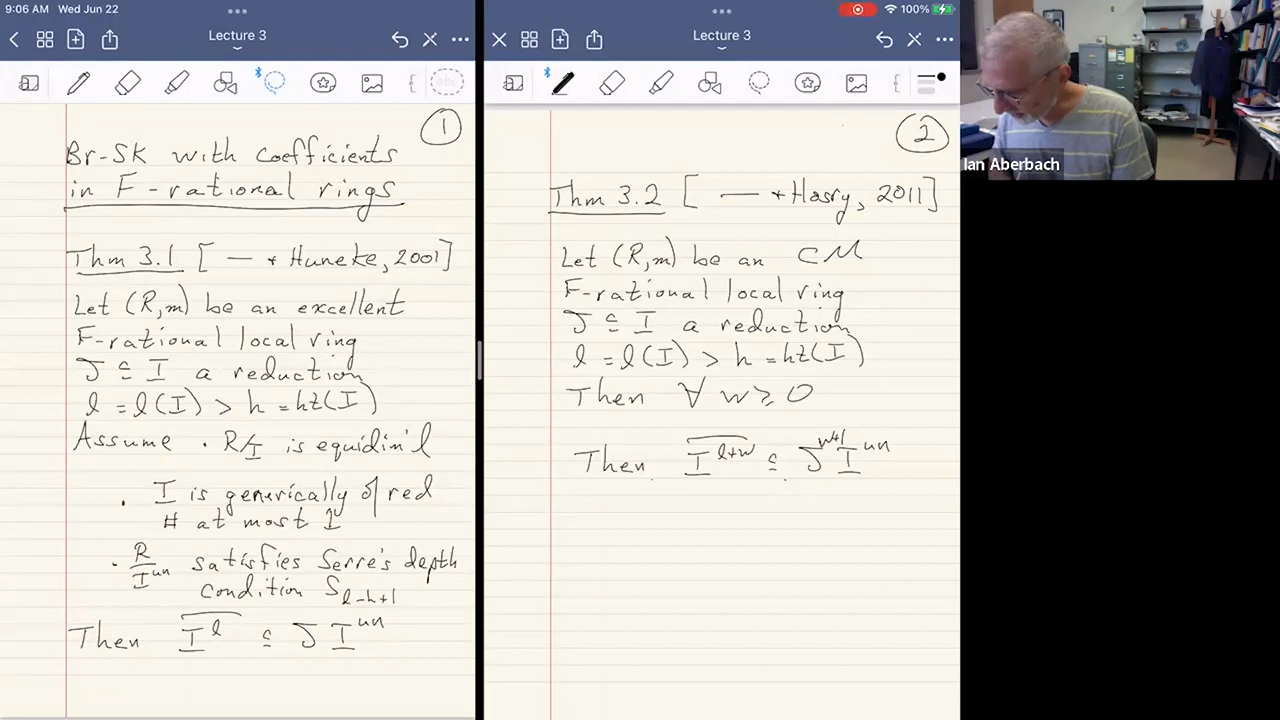 9:06 AM Wed Jun 22
Lecture 3
1
Br-SK with coefficients
in F-rational rings
Thm 3.1 [ — + Huneke, 2001]
Let (R,m) be an excellent
F-rational local ring
J ⊆ I a reduction
l = l(I) > h = ht(I)
Assume · R/I is equidim'l
· I is generically of red
# at most 1
· R/I^un satisfies Serre's depth
condition S_{l-h+1}
Then \overline{I^l} ⊆ J I^un
100%
Lecture 3
2
Thm 3.2 [ — + Hosry, 2011]
Let (R,m) be an CM
F-rational local ring
J ⊆ I a reduction
l = l(I) > h = ht(I)
Then ∀ w ≥ 0
Then \overline{I^{l+w}} ⊆ J^{w+1} I^un
Ian Aberbach